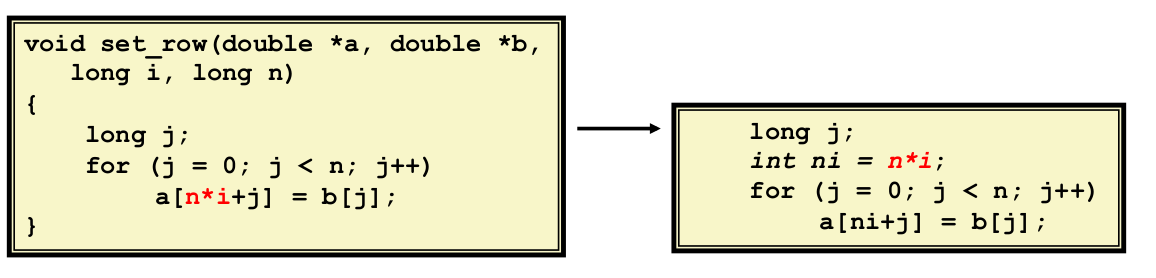 void set_row(double *a, double *b,
   long i, long n)
{
    long j;
    for (j = 0; j < n; j++)
        a[n*i+j] = b[j];
}
    long j;
    int ni = n*i;
    for (j = 0; j < n; j++)
        a[ni+j] = b[j];